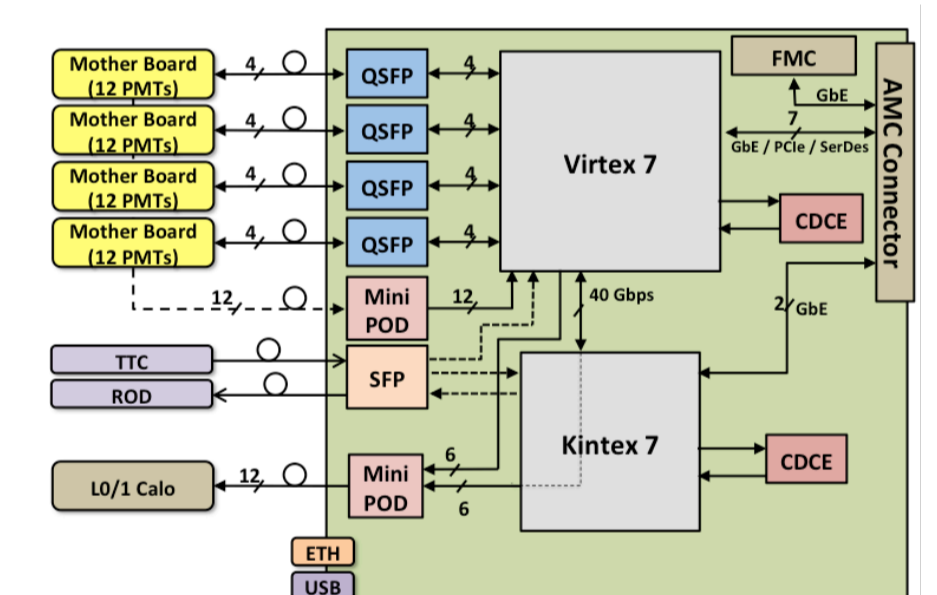 Mother Board
(12 PMTs)
4
QSFP
4
Mother Board
(12 PMTs)
4
QSFP
4
Mother Board
(12 PMTs)
4
QSFP
4
Mother Board
(12 PMTs)
4
QSFP
4
12
Mini
POD
12
TTC
ROD
SFP
L0/1 Calo
12
Mini
POD
6
6
Virtex 7
40 Gbps
Kintex 7
FMC
GbE
7
GbE / PCIe / SerDes
CDCE
AMC Connector
2
GbE
CDCE
ETH
USB